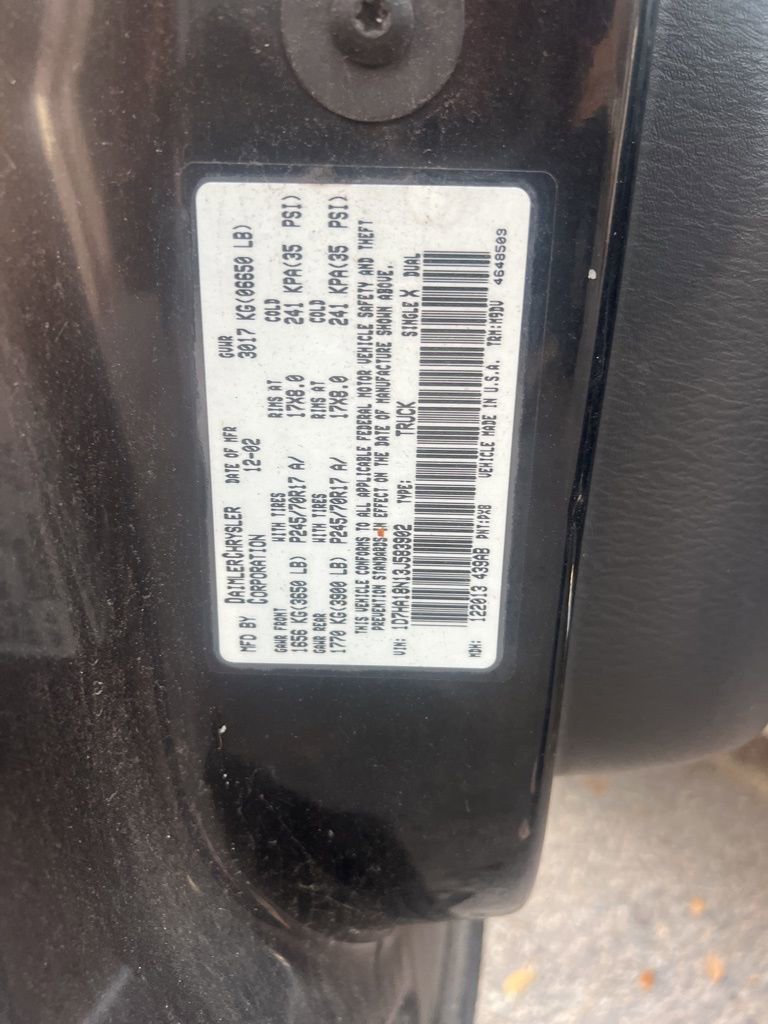 MFD BY DAIMLERCHRYSLER CORPORATION
DATE OF MFR 12-02
GVWR 3017 KG(06650 LB)
GAWR FRONT WITH TIRES RIMS AT COLD
1656 KG(3650 LB) P245/70R17 A/ 17X8.0 241 KPA(35 PSI)
GAWR REAR WITH TIRES RIMS AT COLD
1770 KG(3900 LB) P245/70R17 A/ 17X8.0 241 KPA(35 PSI)
THIS VEHICLE CONFORMS TO ALL APPLICABLE FEDERAL MOTOR VEHICLE SAFETY AND THEFT
PREVENTION STANDARDS IN EFFECT ON THE DATE OF MANUFACTURE SHOWN ABOVE.
VIN: 1D7HA18N13J583902 TYPE: TRUCK SINGLE X DUAL
MDH: 122013 439AB PNT:PXB VEHICLE MADE IN U.S.A. TRM:M9DV 4648509